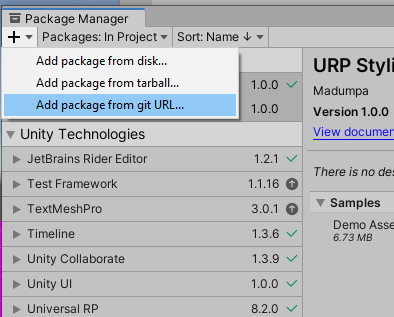 Package Manager
+ Packages: In Project Sort: Name ↓
Add package from disk...
Add package from tarball...
Add package from git URL...
1.0.0
1.0.0
Unity Technologies
JetBrains Rider Editor 1.2.1
Test Framework 1.1.16
TextMeshPro 3.0.1
Timeline 1.3.6
Unity Collaborate 1.3.9
Unity UI 1.0.0
Universal RP 8.2.0
URP Styli
Madumpa
Version 1.0.0
View documen
There is no des
Samples
Demo Asse
6.73 MB